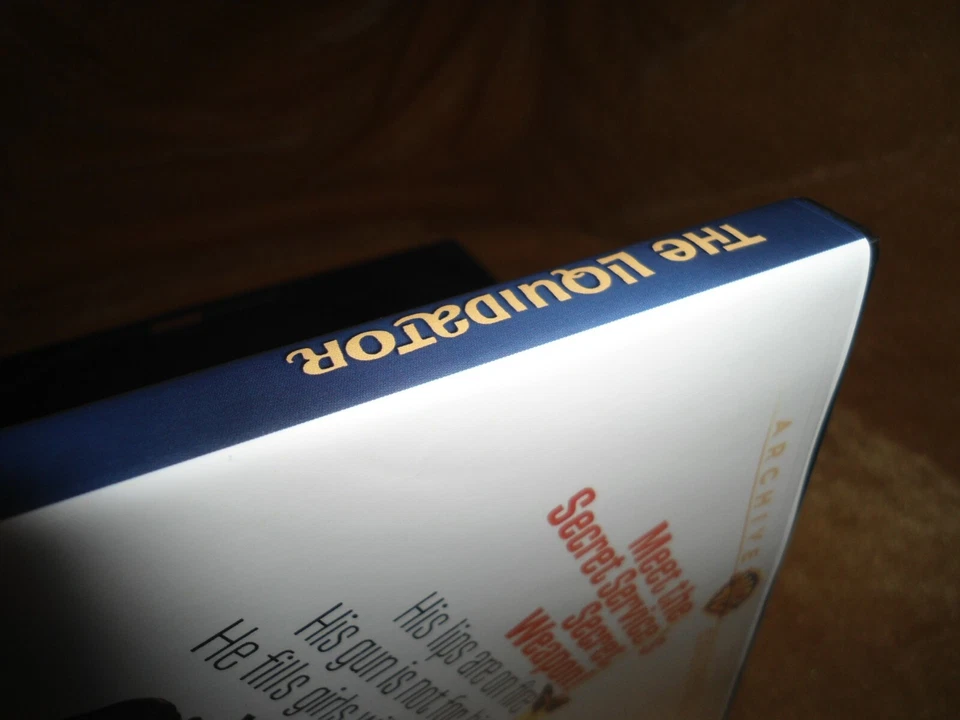 THE LIQUIDATOR
ARCHIVE
Meet the
Secret Service's
Secret
Weapon!
His lips are on fire
His gun is not for
He fills girls